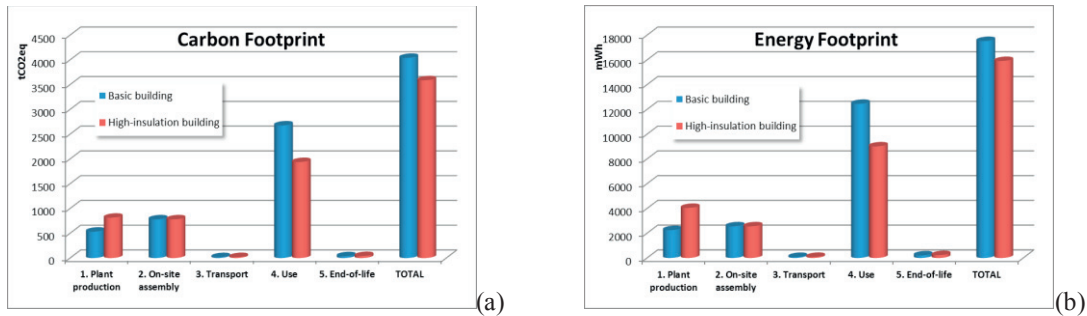 Carbon Footprint
tCO2eq
4500
4000
3500
3000
2500
2000
1500
1000
500
0
Basic building
High-insulation building
1. Plant production
2. On-site assembly
3. Transport
4. Use
5. End-of-life
TOTAL
(a)
Energy Footprint
mWh
18000
16000
14000
12000
10000
8000
6000
4000
2000
0
Basic building
High-insulation building
1. Plant production
2. On-site assembly
3. Transport
4. Use
5. End-of-life
TOTAL
(b)